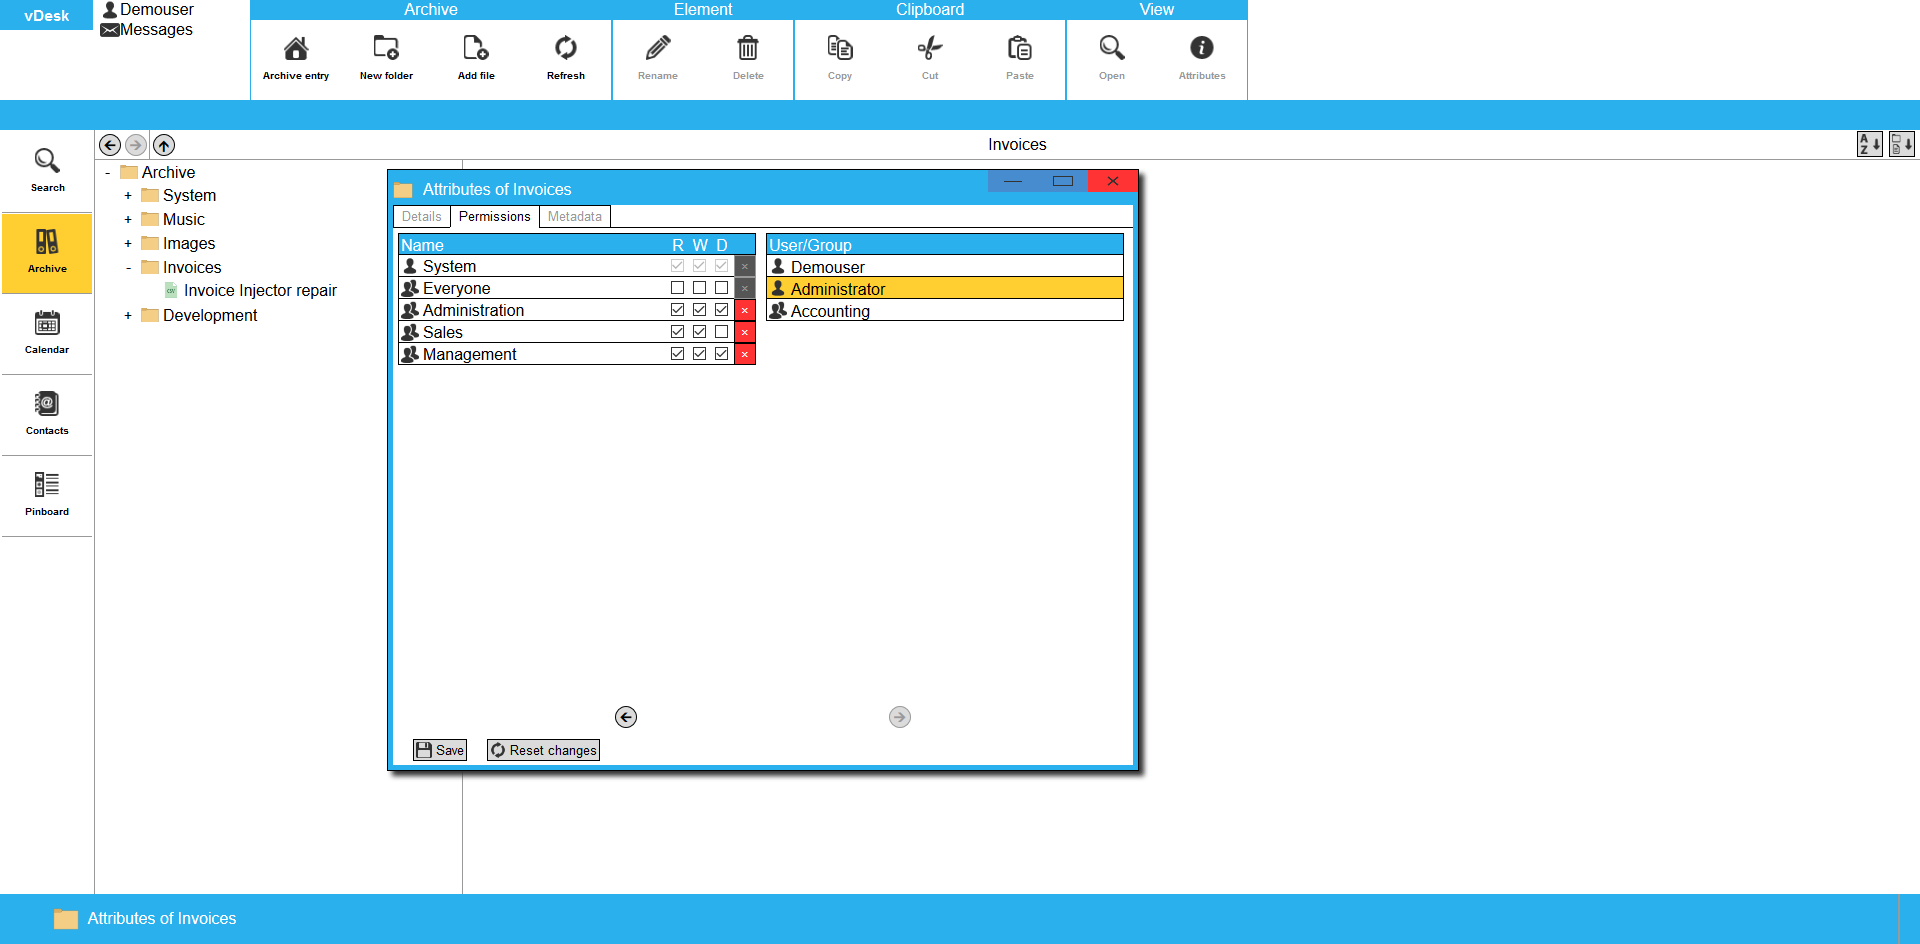 vDesk
Demouser
Messages
Archive
Element
Clipboard
View
Archive entry
New folder
Add file
Refresh
Rename
Delete
Copy
Cut
Paste
Open
Attributes
Invoices
A
Z
Search
Archive
Calendar
Contacts
Pinboard
- Archive
+ System
+ Music
+ Images
- Invoices
Invoice Injector repair
+ Development
Attributes of Invoices
Details
Permissions
Metadata
Name R W D
System
Everyone
Administration
Sales
Management
User/Group
Demouser
Administrator
Accounting
Save
Reset changes
Attributes of Invoices